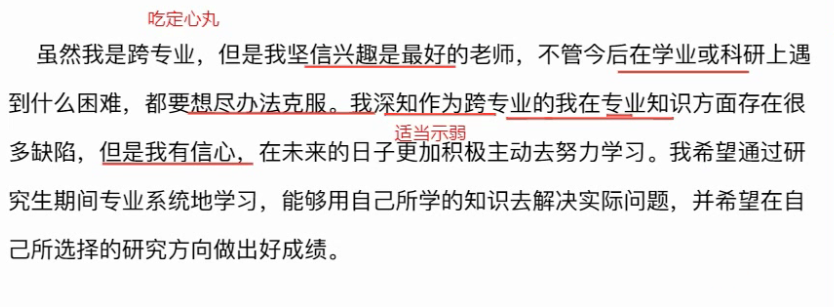 吃定心丸
虽然我是跨专业，但是我坚信兴趣是最好的老师，不管今后在学业或科研上遇
到什么困难，都要想尽办法克服。我深知作为跨专业的我在专业知识方面存在很
适当示弱
多缺陷，但是我有信心，在未来的日子更加积极主动去努力学习。我希望通过研
究生期间专业系统地学习，能够用自己所学的知识去解决实际问题，并希望在自
己所选择的研究方向做出好成绩。